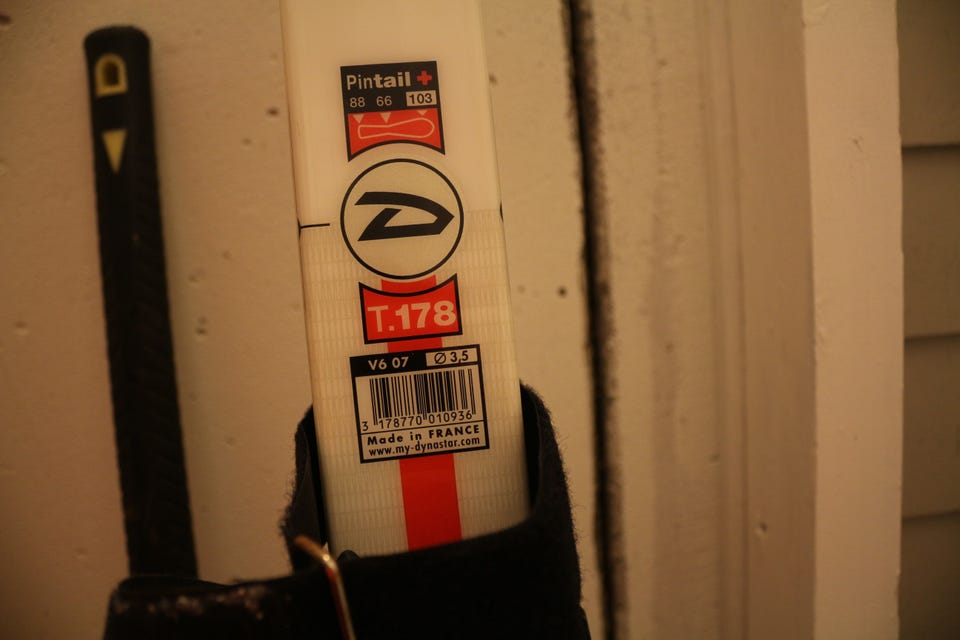 Pintail +
88 66 103
D
T.178
V6 07 Ø 3,5
3 178770 010936
Made in FRANCE
www.my-dynastar.com